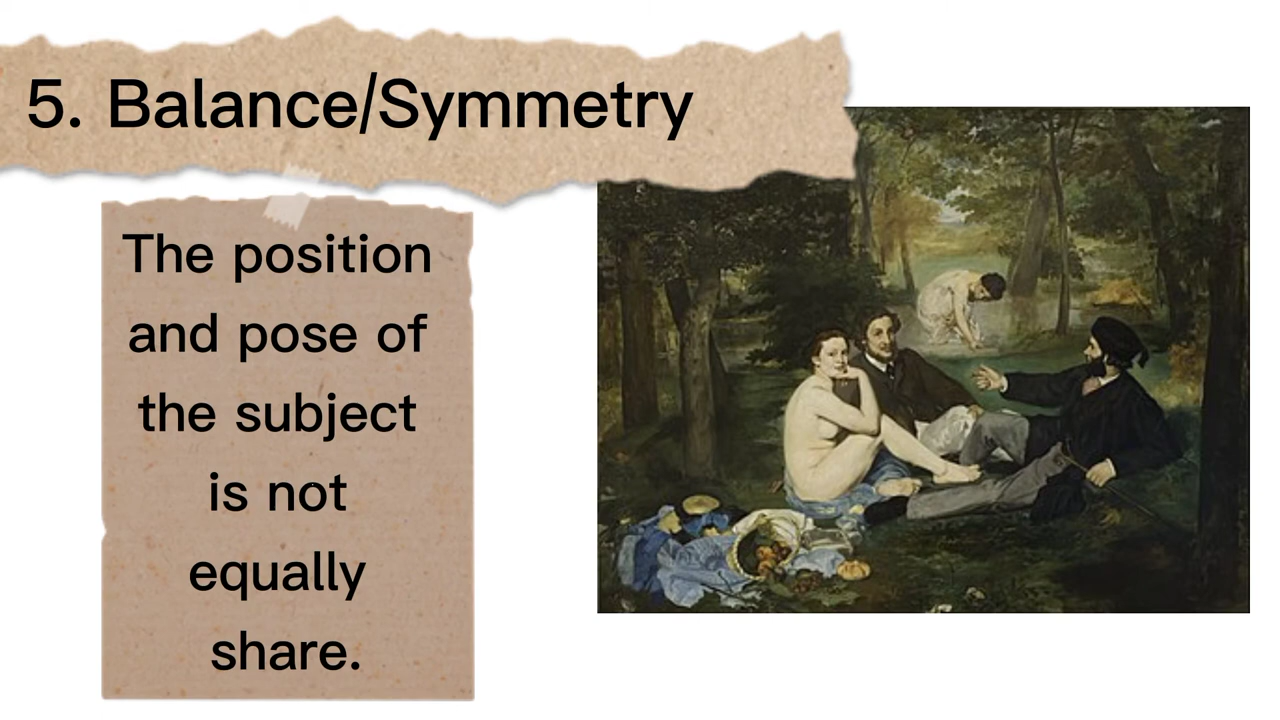 5. Balance/Symmetry
The position
and pose of
the subject
is not
equally
share.